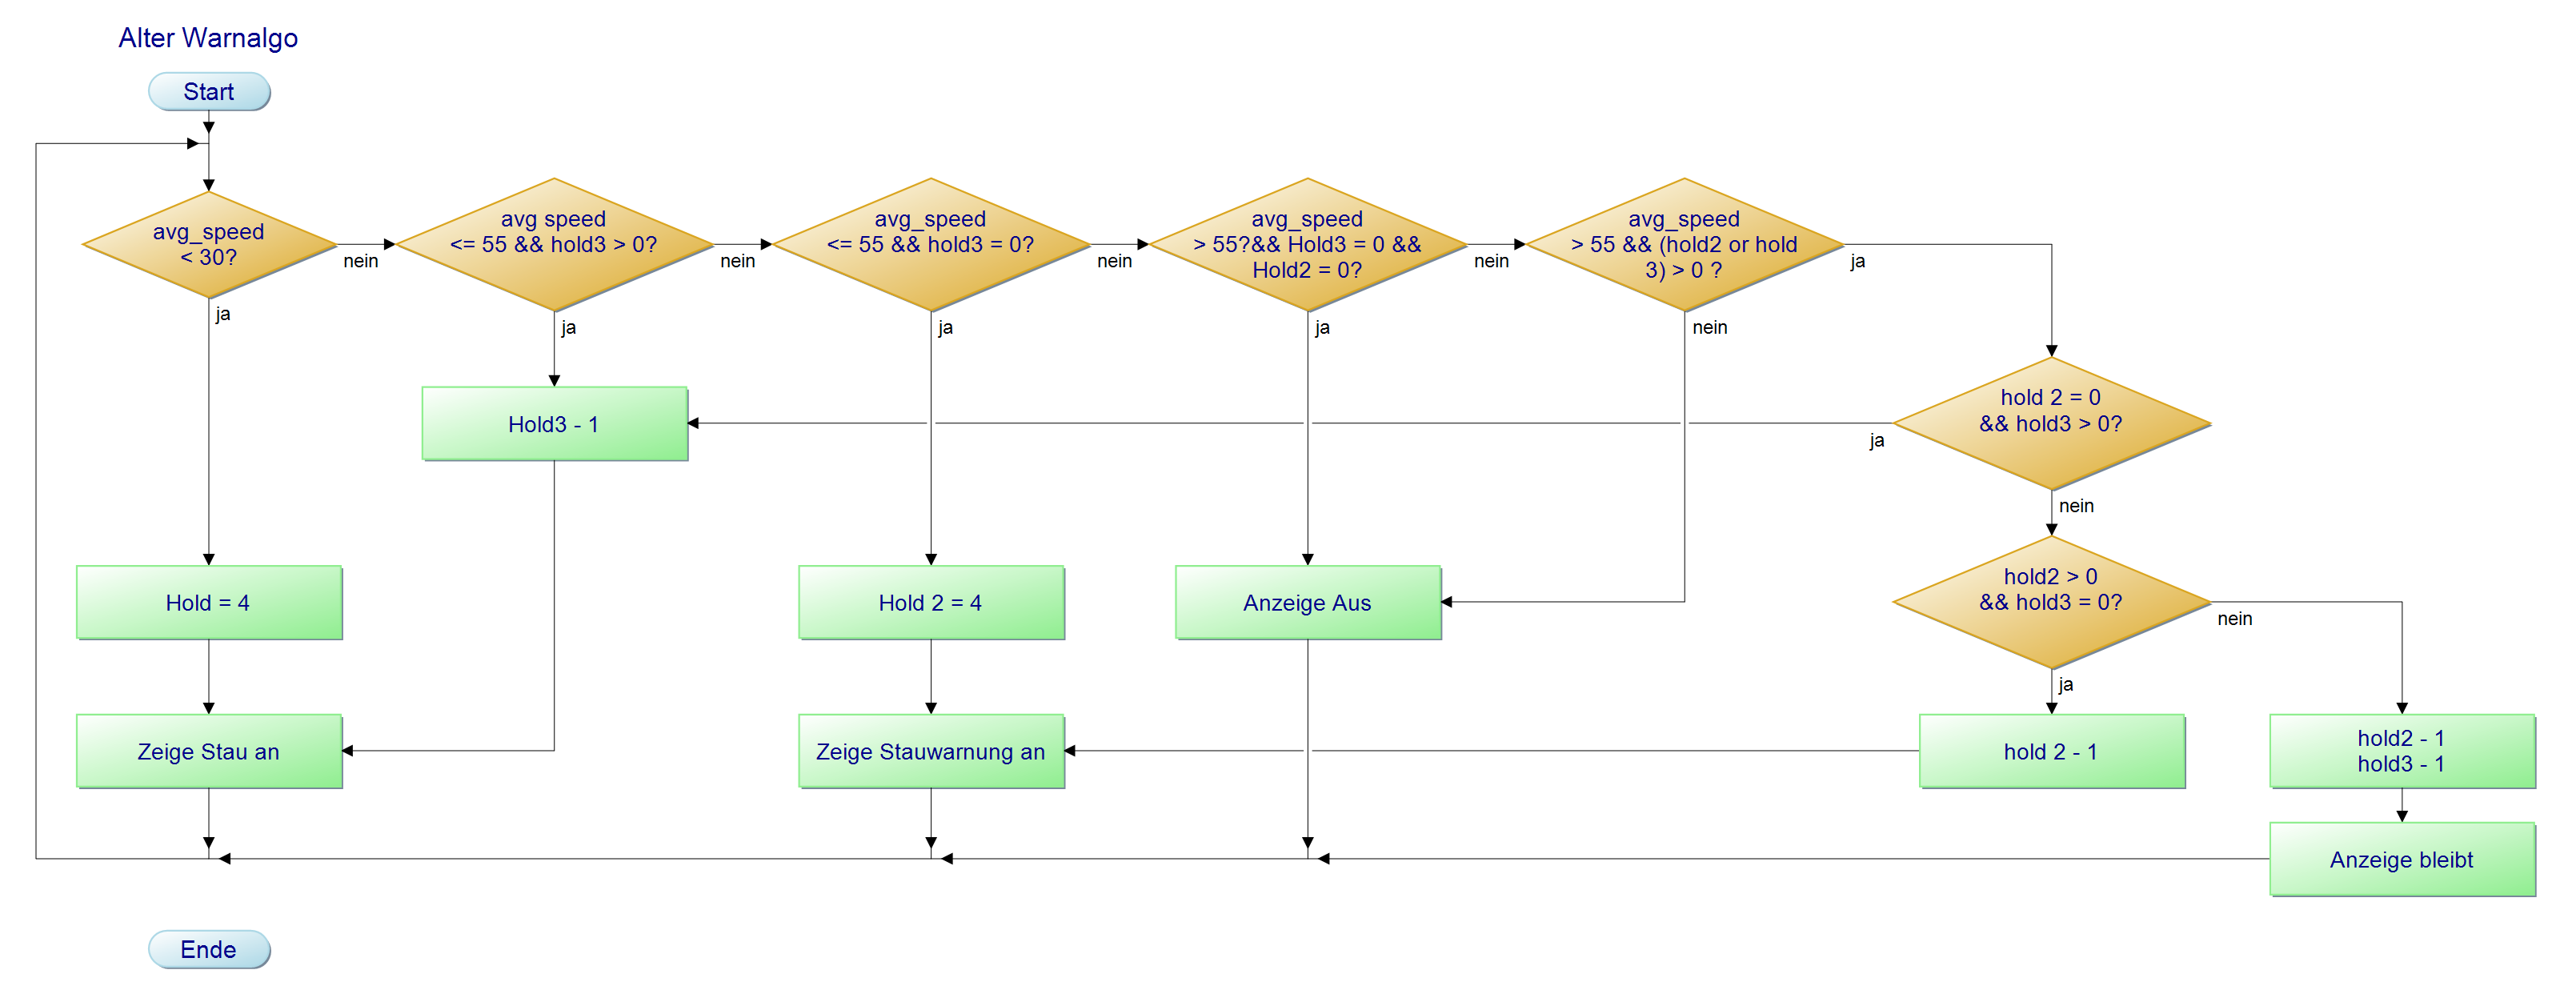 Alter Warnalgo
Start
avg_speed
< 30?
nein
ja
avg speed
<= 55 && hold3 > 0?
nein
ja
avg_speed
<= 55 && hold3 = 0?
nein
ja
avg_speed
> 55?&& Hold3 = 0 &&
Hold2 = 0?
nein
ja
avg_speed
> 55 && (hold2 or hold
3) > 0 ?
ja
nein
hold 2 = 0
&& hold3 > 0?
ja
nein
Hold3 - 1
hold2 > 0
&& hold3 = 0?
nein
ja
Hold = 4
Hold 2 = 4
Anzeige Aus
Zeige Stau an
Zeige Stauwarnung an
hold 2 - 1
hold2 - 1
hold3 - 1
Anzeige bleibt
Ende